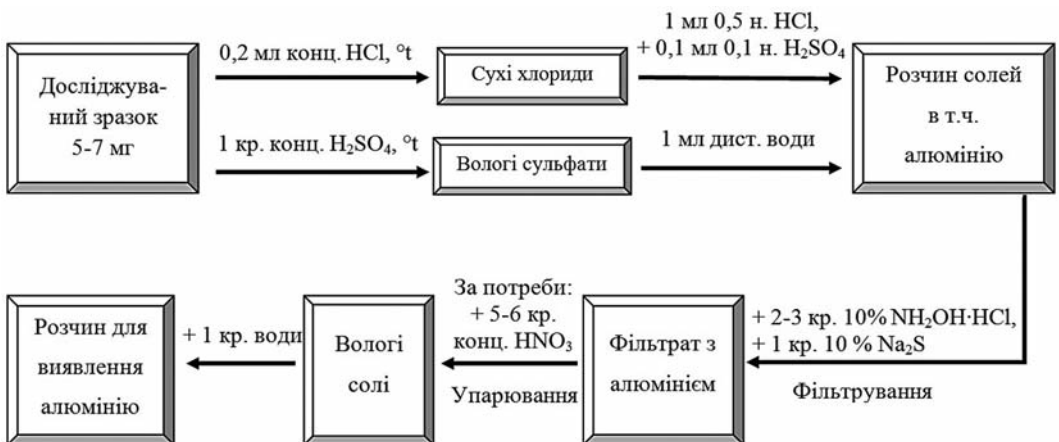 Досліджува-
ний зразок
5-7 мг
0,2 мл конц. HCl, °t
1 кр. конц. H₂SO₄, °t
Сухі хлориди
Вологі сульфати
1 мл 0,5 н. HCl,
+ 0,1 мл 0,1 н. H₂SO₄
1 мл дист. води
Розчин солей
в т.ч.
алюмінію
+ 2-3 кр. 10% NH₂OH·HCl,
+ 1 кр. 10 % Na₂S
Фільтрування
Фільтрат з
алюмінієм
За потреби:
+ 5-6 кр.
конц. HNO₃
Упарювання
Вологі
солі
+ 1 кр. води
Розчин для
виявлення
алюмінію